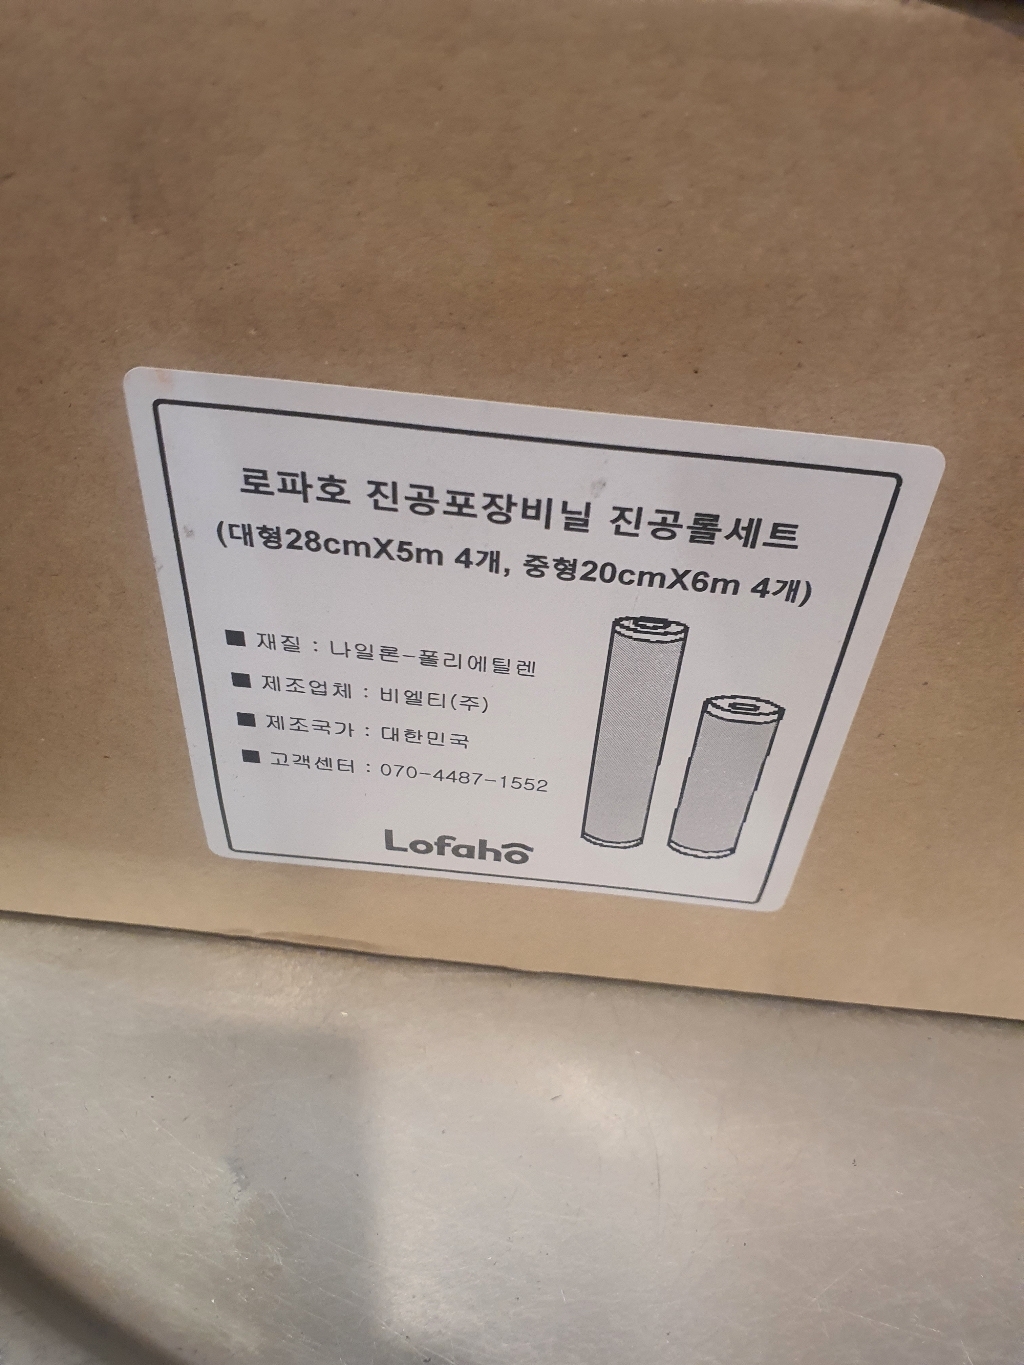 로파호 진공포장비닐 진공롤세트
(대형28cmX5m 4개, 중형20cmX6m 4개)
■ 재질 : 나일론-폴리에틸렌
■ 제조업체 : 비엘티(주)
■ 제조국가 : 대한민국
■ 고객센터 : 070-4487-1552
Lofaho